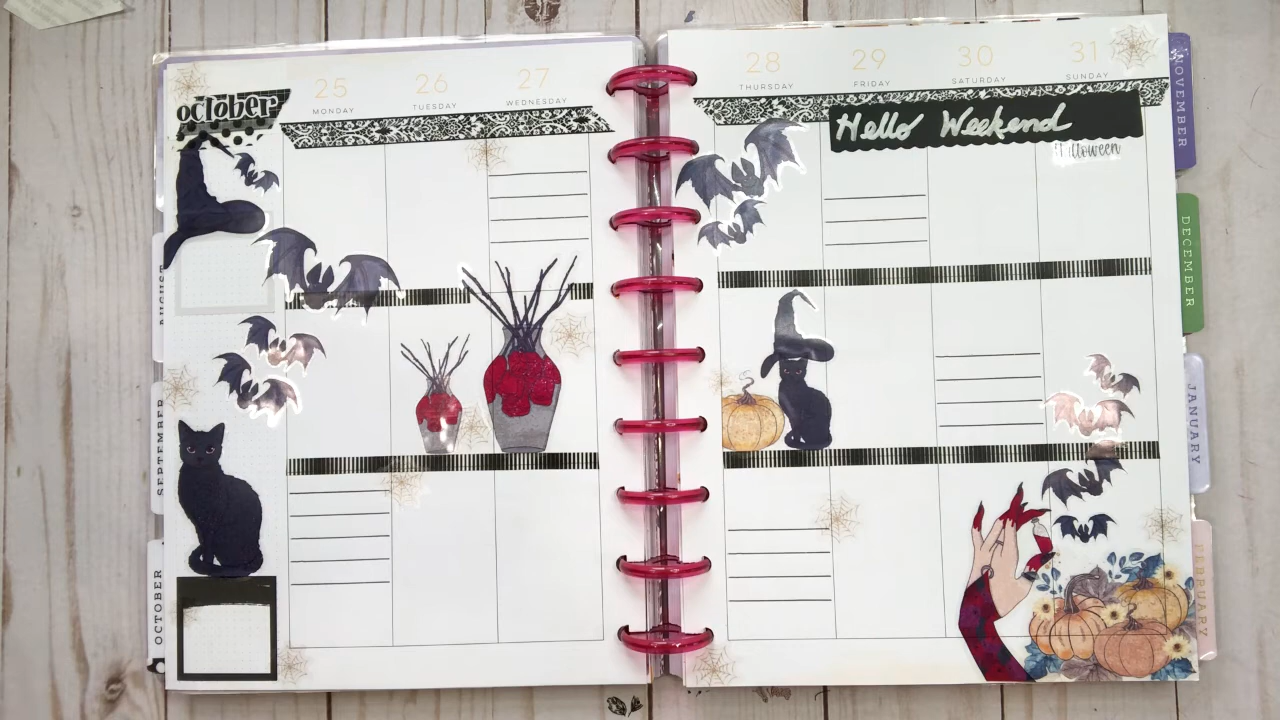 october
25
MONDAY
26
TUESDAY
27
WEDNESDAY
28
THURSDAY
29
FRIDAY
30
SATURDAY
31
SUNDAY
Hello Weekend
Halloween
AUGUST
SEPTEMBER
OCTOBER
NOVEMBER
DECEMBER
JANUARY
FEBRUARY